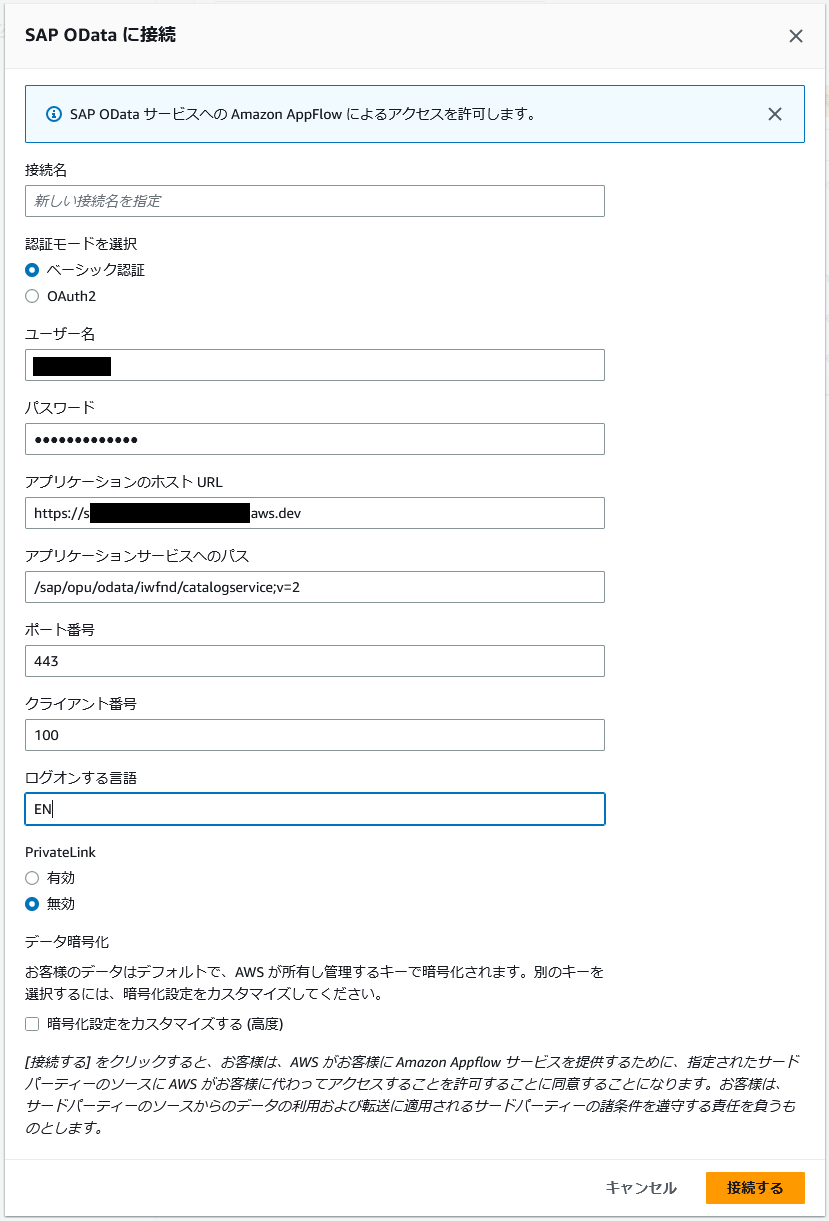 SAP OData に接続
SAP OData サービスへの Amazon AppFlow によるアクセスを許可します。
接続名
新しい接続名を指定
認証モードを選択
ベーシック認証
OAuth2
ユーザー名
パスワード
•••••••••••••
アプリケーションのホスト URL
https://s aws.dev
アプリケーションサービスへのパス
/sap/opu/odata/iwfnd/catalogservice;v=2
ポート番号
443
クライアント番号
100
ログオンする言語
EN
PrivateLink
有効
無効
データ暗号化
お客様のデータはデフォルトで、AWS が所有し管理するキーで暗号化されます。別のキーを
選択するには、暗号化設定をカスタマイズしてください。
暗号化設定をカスタマイズする (高度)
[接続する] をクリックすると、お客様は、AWS がお客様に Amazon Appflow サービスを提供するために、指定されたサード
パーティーのソースに AWS がお客様に代わってアクセスすることを許可することに同意することになります。お客様は、
サードパーティーのソースからのデータの利用および転送に適用されるサードパーティーの諸条件を遵守する責任を負うも
のとします。
キャンセル
接続する